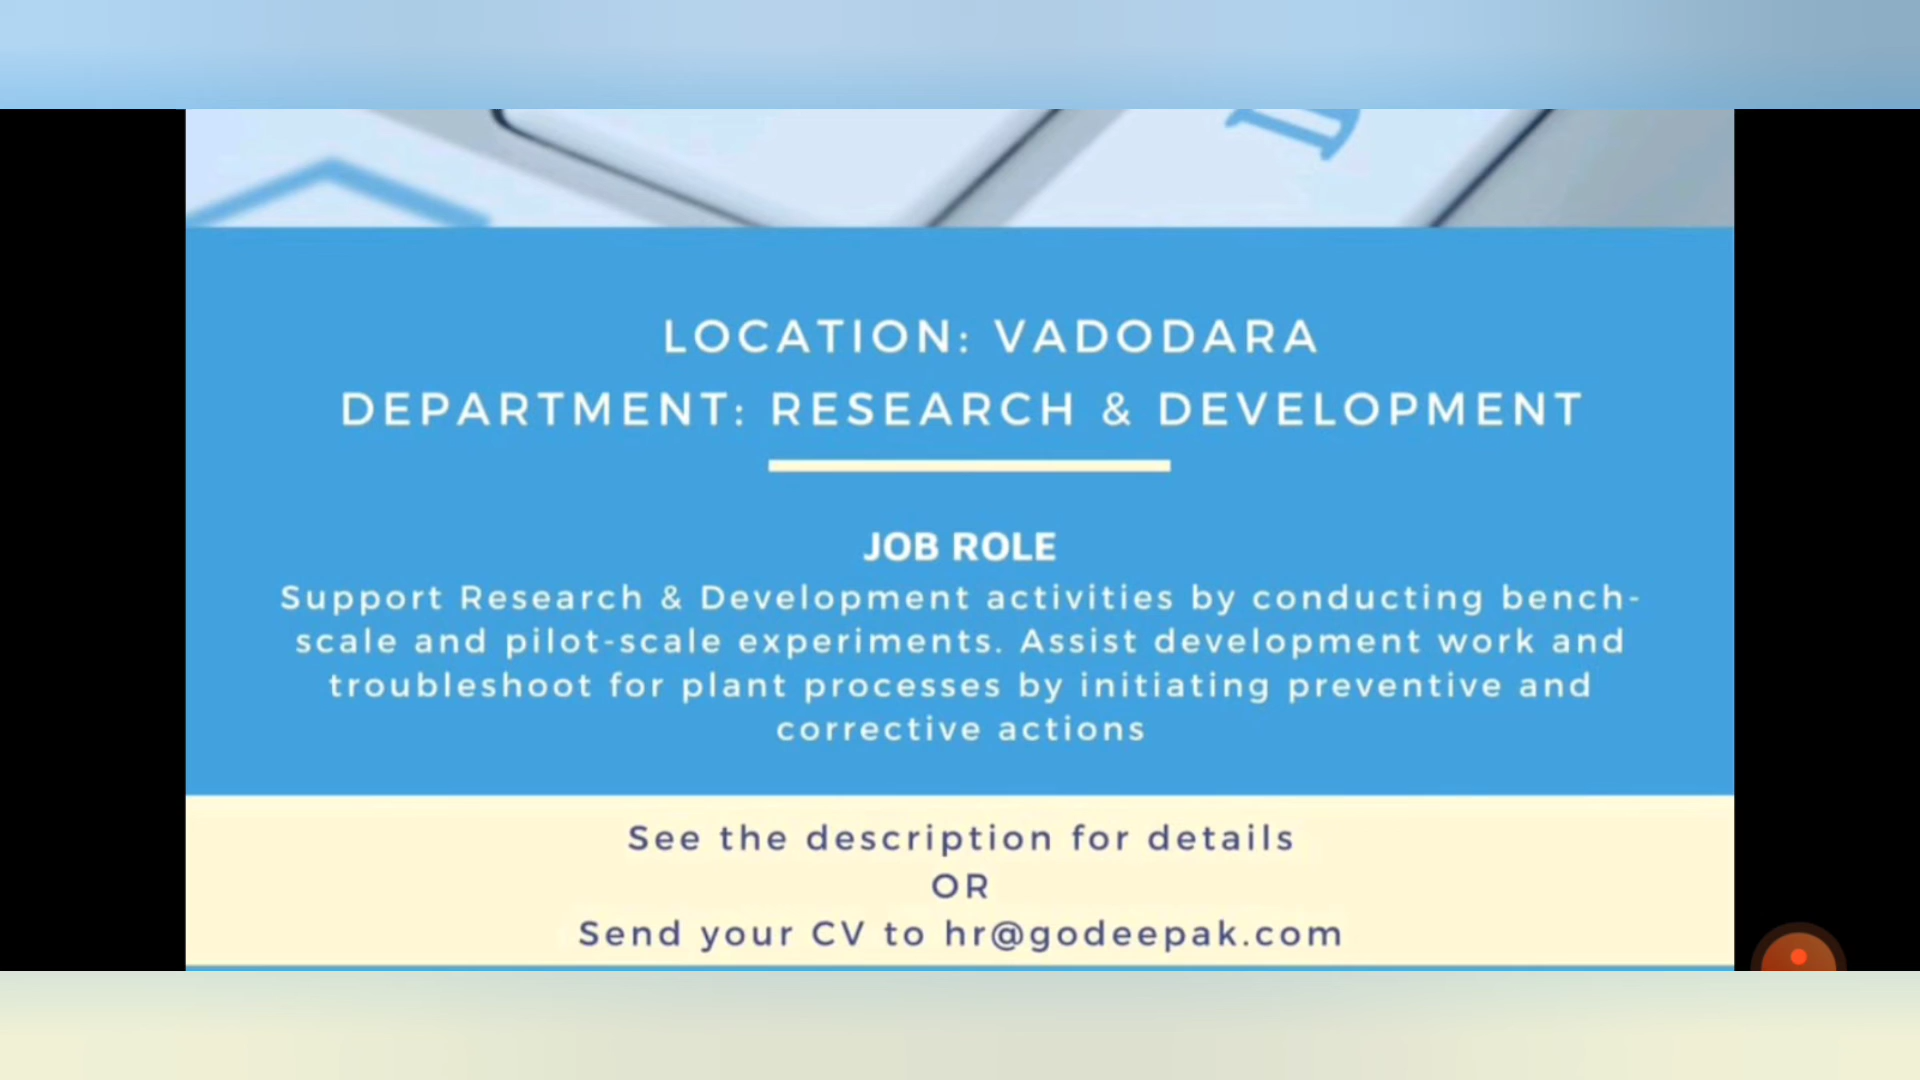 LOCATION: VADODARA
DEPARTMENT: RESEARCH & DEVELOPMENT
JOB ROLE
Support Research & Development activities by conducting bench-
scale and pilot-scale experiments. Assist development work and
troubleshoot for plant processes by initiating preventive and
corrective actions
See the description for details
OR
Send your CV to hr@godeepak.com